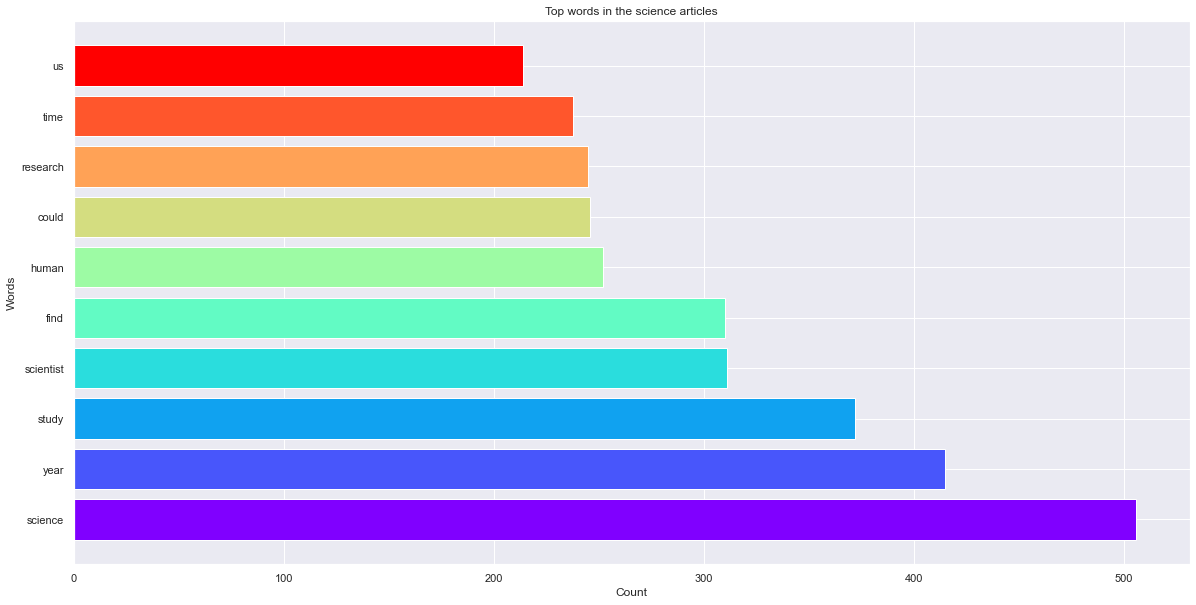 Top words in the science articles
Words
us
time
research
could
human
find
scientist
study
year
science
0 100 200 300 400 500
Count